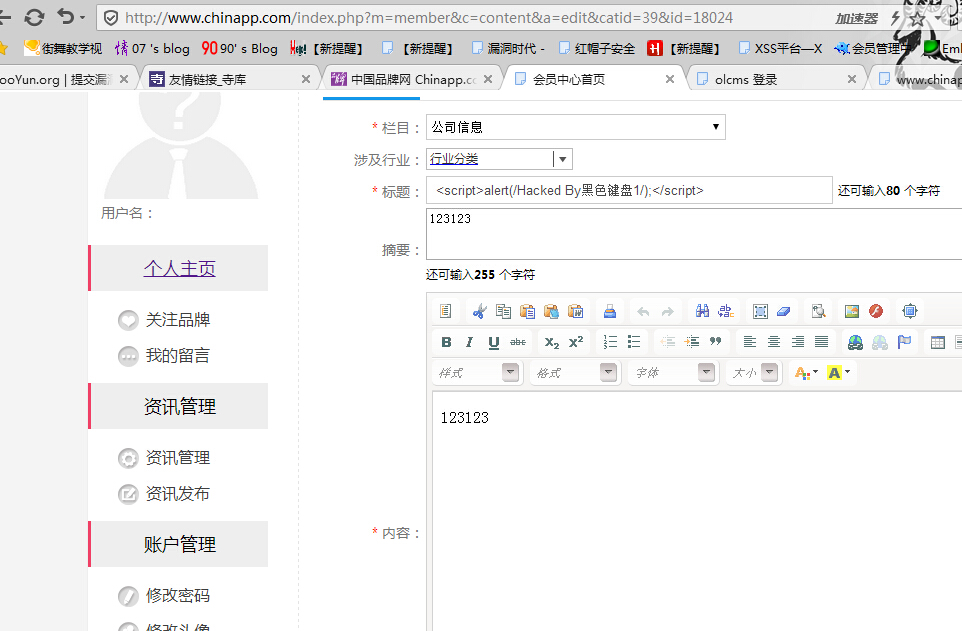 http://www.chinapp.com/index.php?m=member&c=content&a=edit&catid=39&id=18024 加速器
街舞教学视 情 07 's blog 90 90' s Blog 【新提醒】 【新提醒】 漏洞时代 - 红帽子安全 H 【新提醒】 XSS平台—X 会员管理中
ooYun.org | 提交漏 寺 友情链接_寺库 中国品牌网 Chinapp.co 会员中心首页 olcms 登录 www.chinap
* 栏目： 公司信息
涉及行业： 行业分类
* 标题： <script>alert(/Hacked By黑色键盘1/);</script> 还可输入80 个字符
用户名：
摘要： 123123
还可输入255 个字符
个人主页
关注品牌
我的留言
资讯管理
资讯管理
资讯发布
账户管理
修改密码
修改头像
B I U abc X2 X2
样式 格式 字体 大小 A A
* 内容： 123123